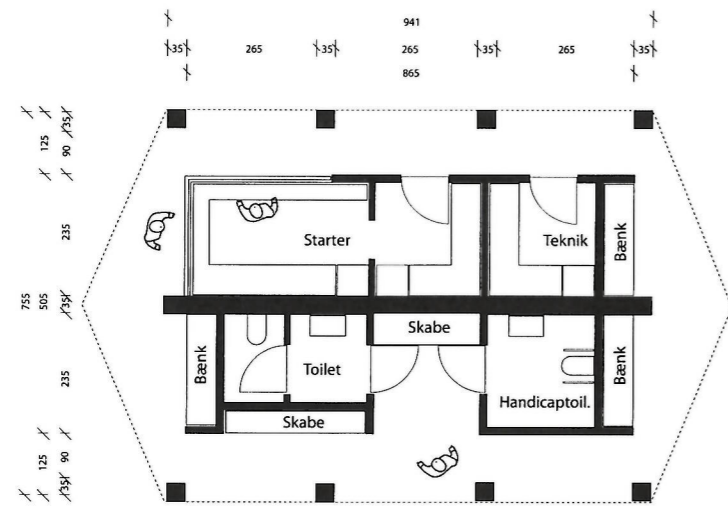 941
35 265 35 265 35 265 35
865
35
125 90
235
Starter
Teknik
Bænk
755 505 35
Skabe
Bænk
Toilet
Bænk
235
Handicaptoil.
Skabe
125 90
35